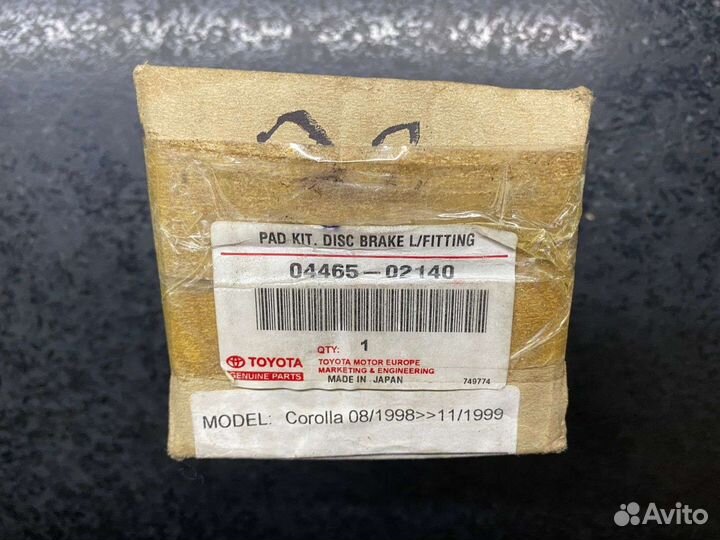 PAD KIT. DISC BRAKE L/FITTING
04465-02140
QTY: 1
TOYOTA
GENUINE PARTS
TOYOTA MOTOR EUROPE
MARKETING & ENGINEERING
MADE IN JAPAN
749774
MODEL: Corolla 08/1998>>11/1999
Avito